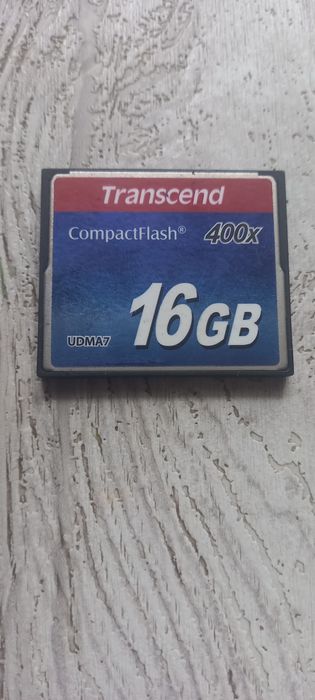 Transcend
CompactFlash® 400x
16GB
UDMA7